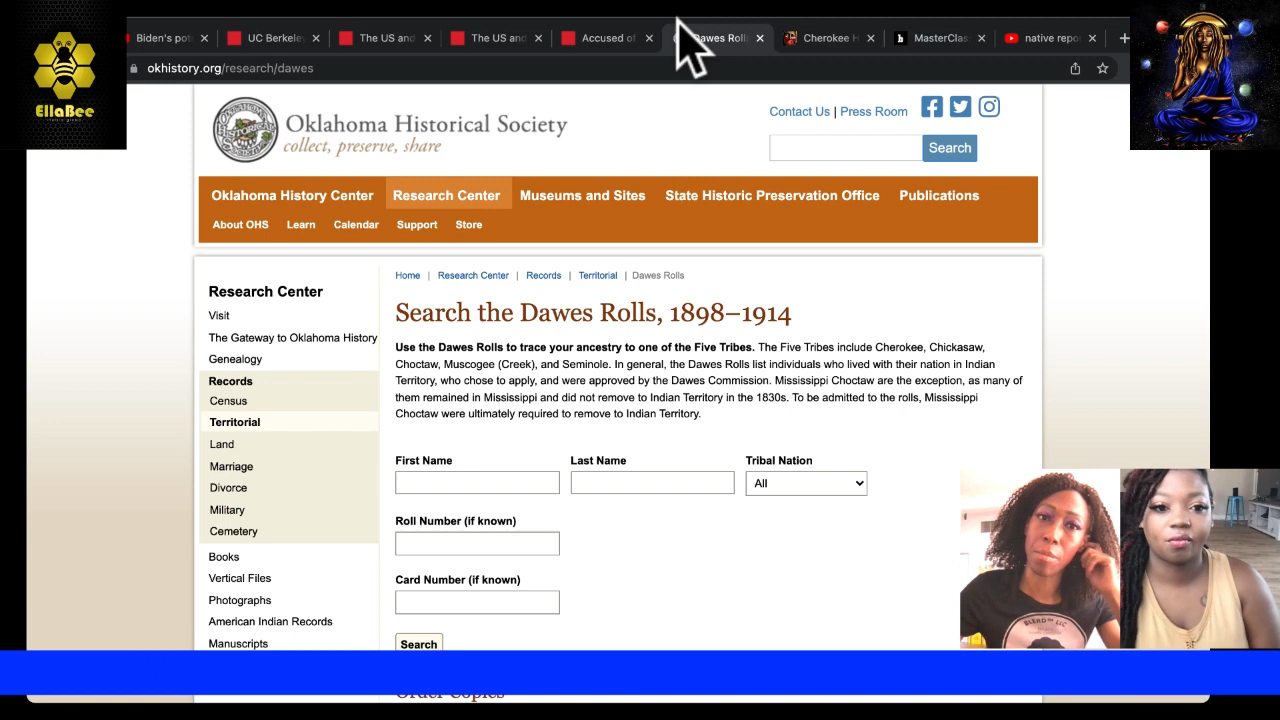 Biden's pot
UC Berkele
The US and
The US and
Accused of
Dawes Roll
Cherokee H
MasterClas
native repo
okhistory.org/research/dawes
EllaBee
Oklahoma Historical Society
collect, preserve, share
Contact Us | Press Room
Search
Oklahoma History Center
Research Center
Museums and Sites
State Historic Preservation Office
Publications
About OHS
Learn
Calendar
Support
Store
Home | Research Center | Records | Territorial | Dawes Rolls
Research Center
Visit
The Gateway to Oklahoma History
Genealogy
Records
Census
Territorial
Land
Marriage
Divorce
Military
Cemetery
Books
Vertical Files
Photographs
American Indian Records
Manuscripts
Search the Dawes Rolls, 1898–1914
Use the Dawes Rolls to trace your ancestry to one of the Five Tribes. The Five Tribes include Cherokee, Chickasaw,
Choctaw, Muscogee (Creek), and Seminole. In general, the Dawes Rolls list individuals who lived with their nation in Indian
Territory, who chose to apply, and were approved by the Dawes Commission. Mississippi Choctaw are the exception, as many of
them remained in Mississippi and did not remove to Indian Territory in the 1830s. To be admitted to the rolls, Mississippi
Choctaw were ultimately required to remove to Indian Territory.
First Name
Last Name
Tribal Nation
All
Roll Number (if known)
Card Number (if known)
Search
Order Copies
BLERD™ LLC